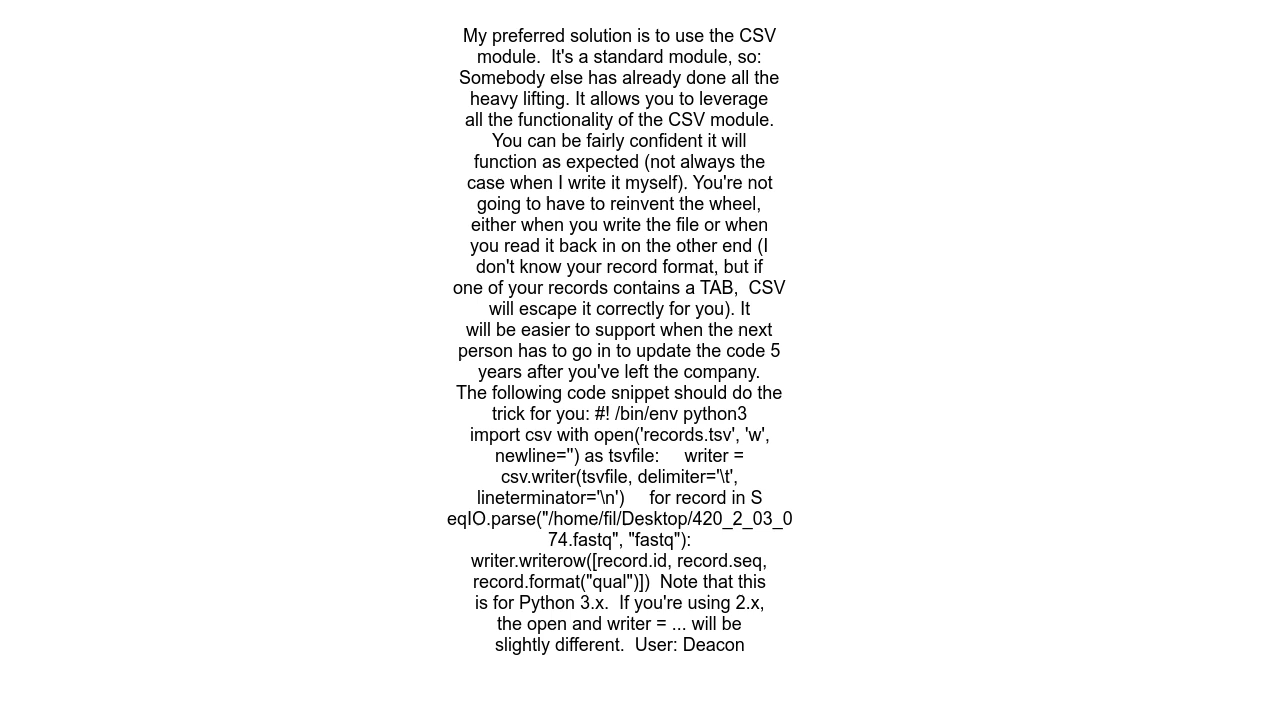 My preferred solution is to use the CSV
module.  It's a standard module, so:
Somebody else has already done all the
heavy lifting. It allows you to leverage
all the functionality of the CSV module.
You can be fairly confident it will
function as expected (not always the
case when I write it myself). You're not
going to have to reinvent the wheel,
either when you write the file or when
you read it back in on the other end (I
don't know your record format, but if
one of your records contains a TAB,  CSV
will escape it correctly for you). It
will be easier to support when the next
person has to go in to update the code 5
years after you've left the company.
The following code snippet should do the
trick for you: #! /bin/env python3
import csv with open('records.tsv', 'w',
newline='') as tsvfile:     writer =
csv.writer(tsvfile, delimiter='\t',
lineterminator='\n')     for record in S
eqIO.parse("/home/fil/Desktop/420_2_03_0
74.fastq", "fastq"):
writer.writerow([record.id, record.seq,
record.format("qual")])  Note that this
is for Python 3.x.  If you're using 2.x,
the open and writer = ... will be
slightly different.  User: Deacon